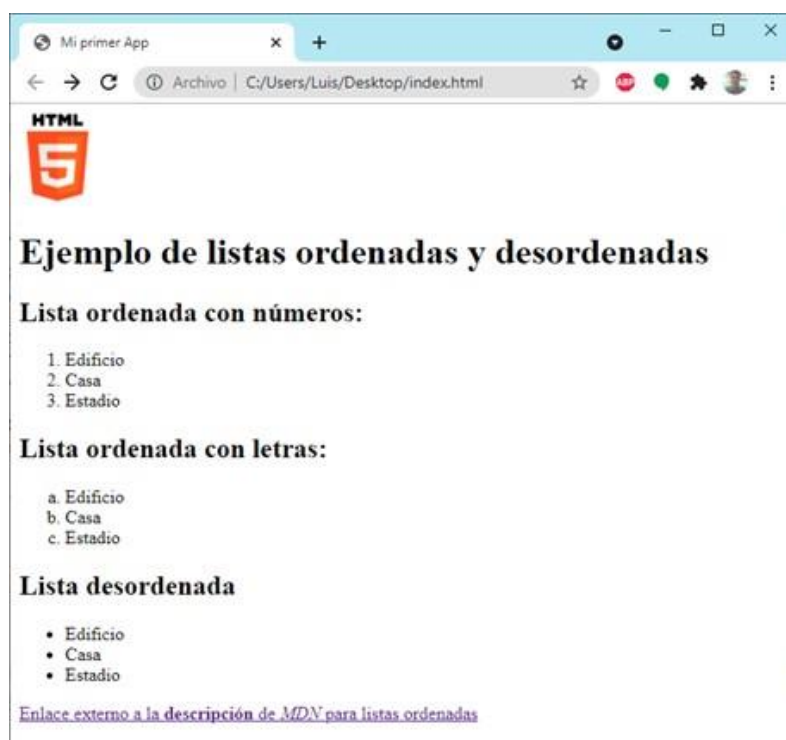 Mi primer App
Archivo | C:/Users/Luis/Desktop/index.html
ABP
HTML
5
Ejemplo de listas ordenadas y desordenadas
Lista ordenada con números:
1. Edificio
2. Casa
3. Estadio
Lista ordenada con letras:
a. Edificio
b. Casa
c. Estadio
Lista desordenada
• Edificio
• Casa
• Estadio
Enlace externo a la descripción de MDN para listas ordenadas